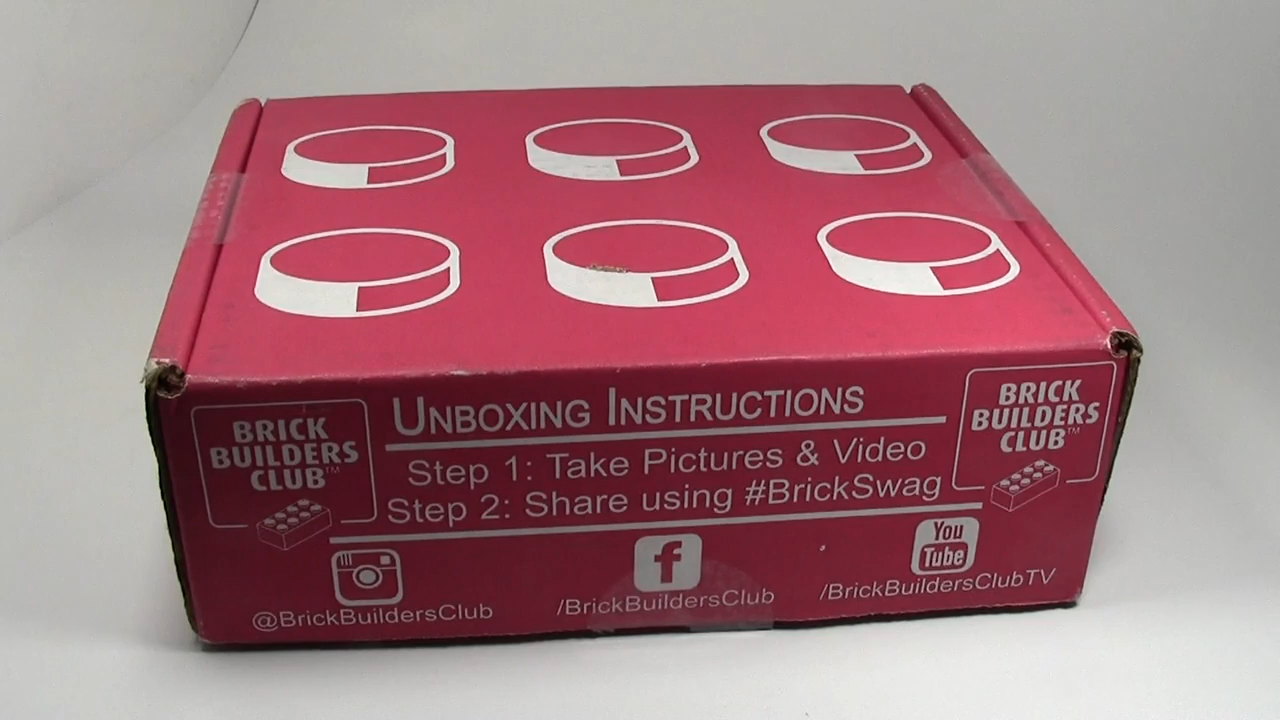 UNBOXING INSTRUCTIONS
Step 1: Take Pictures & Video
Step 2: Share using #BrickSwag
BRICK
BUILDERS
CLUB™
BRICK
BUILDERS
CLUB™
@BrickBuildersClub
f
/BrickBuildersClub
You
Tube
/BrickBuildersClubTV